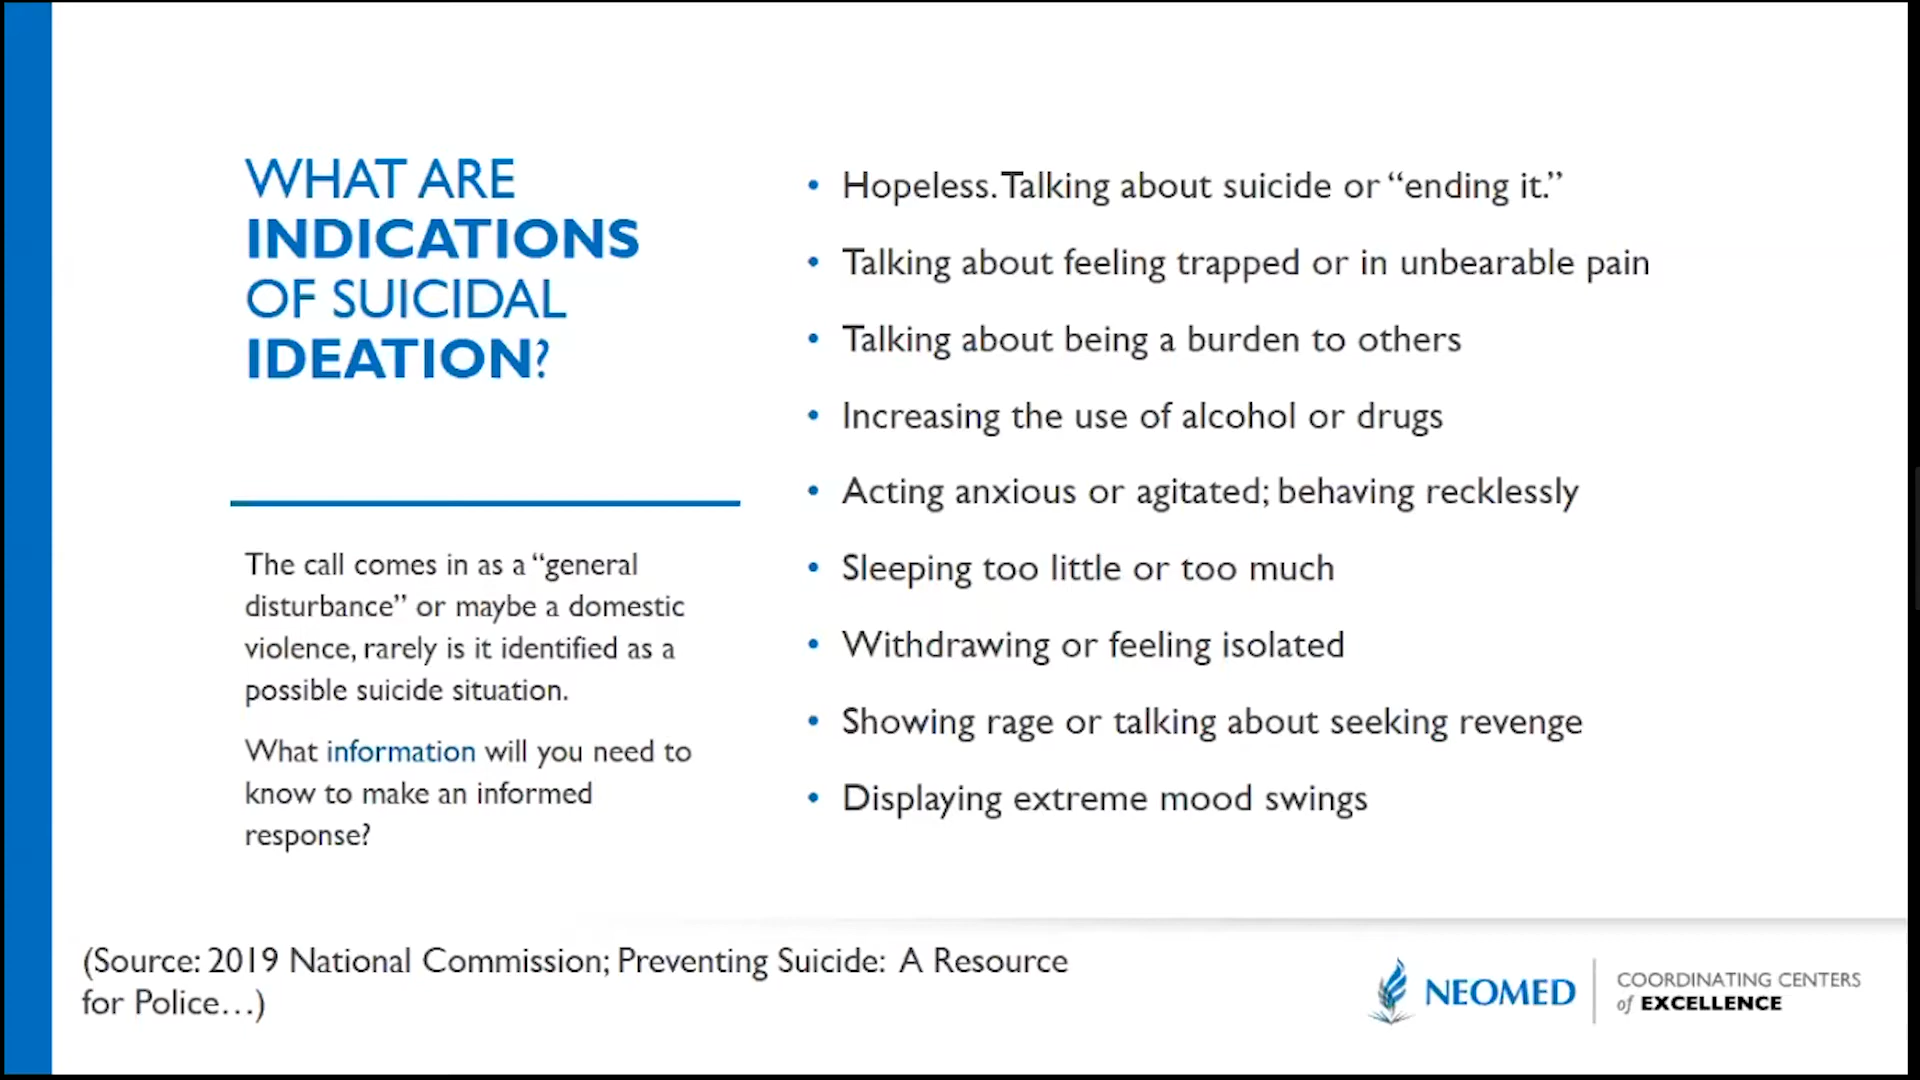 WHAT ARE
INDICATIONS
OF SUICIDAL
IDEATION?
The call comes in as a “general
disturbance” or maybe a domestic
violence, rarely is it identified as a
possible suicide situation.
What information will you need to
know to make an informed
response?
• Hopeless. Talking about suicide or “ending it.”
• Talking about feeling trapped or in unbearable pain
• Talking about being a burden to others
• Increasing the use of alcohol or drugs
• Acting anxious or agitated; behaving recklessly
• Sleeping too little or too much
• Withdrawing or feeling isolated
• Showing rage or talking about seeking revenge
• Displaying extreme mood swings
(Source: 2019 National Commission; Preventing Suicide: A Resource
for Police…)
NEOMED
COORDINATING CENTERS
of EXCELLENCE